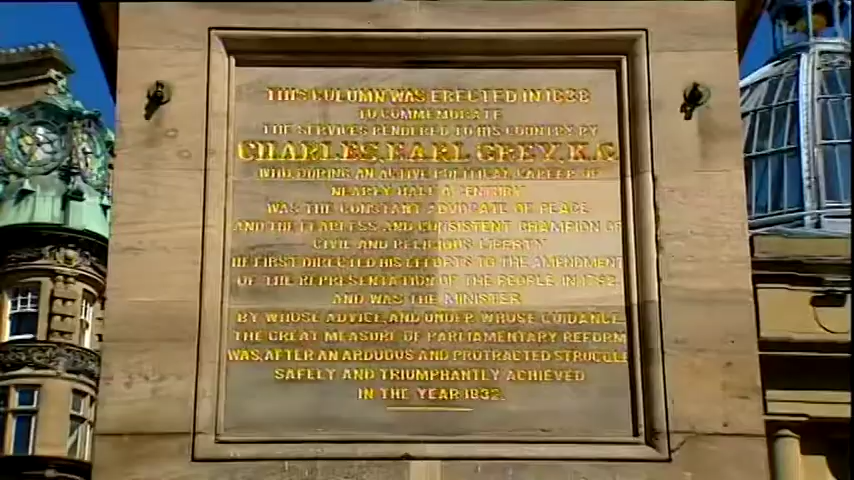 THIS COLUMN WAS ERECTED IN 1838
TO COMMEMORATE
THE SERVICES RENDERED TO HIS COUNTRY BY
CHARLES, EARL GREY, K.G.
WHO, DURING AN ACTIVE POLITICAL CAREER OF
NEARLY HALF A CENTURY
WAS THE CONSTANT ADVOCATE OF PEACE
AND THE FEARLESS AND CONSISTENT CHAMPION OF
CIVIL AND RELIGIOUS LIBERTY
HE FIRST DIRECTED HIS EFFORTS TO THE AMENDMENT
OF THE REPRESENTATION OF THE PEOPLE IN 1792,
AND WAS THE MINISTER
BY WHOSE ADVICE, AND UNDER WHOSE GUIDANCE,
THE GREAT MEASURE OF PARLIAMENTARY REFORM
WAS, AFTER AN ARDUOUS AND PROTRACTED STRUGGLE
SAFELY AND TRIUMPHANTLY ACHIEVED
IN THE YEAR 1832.